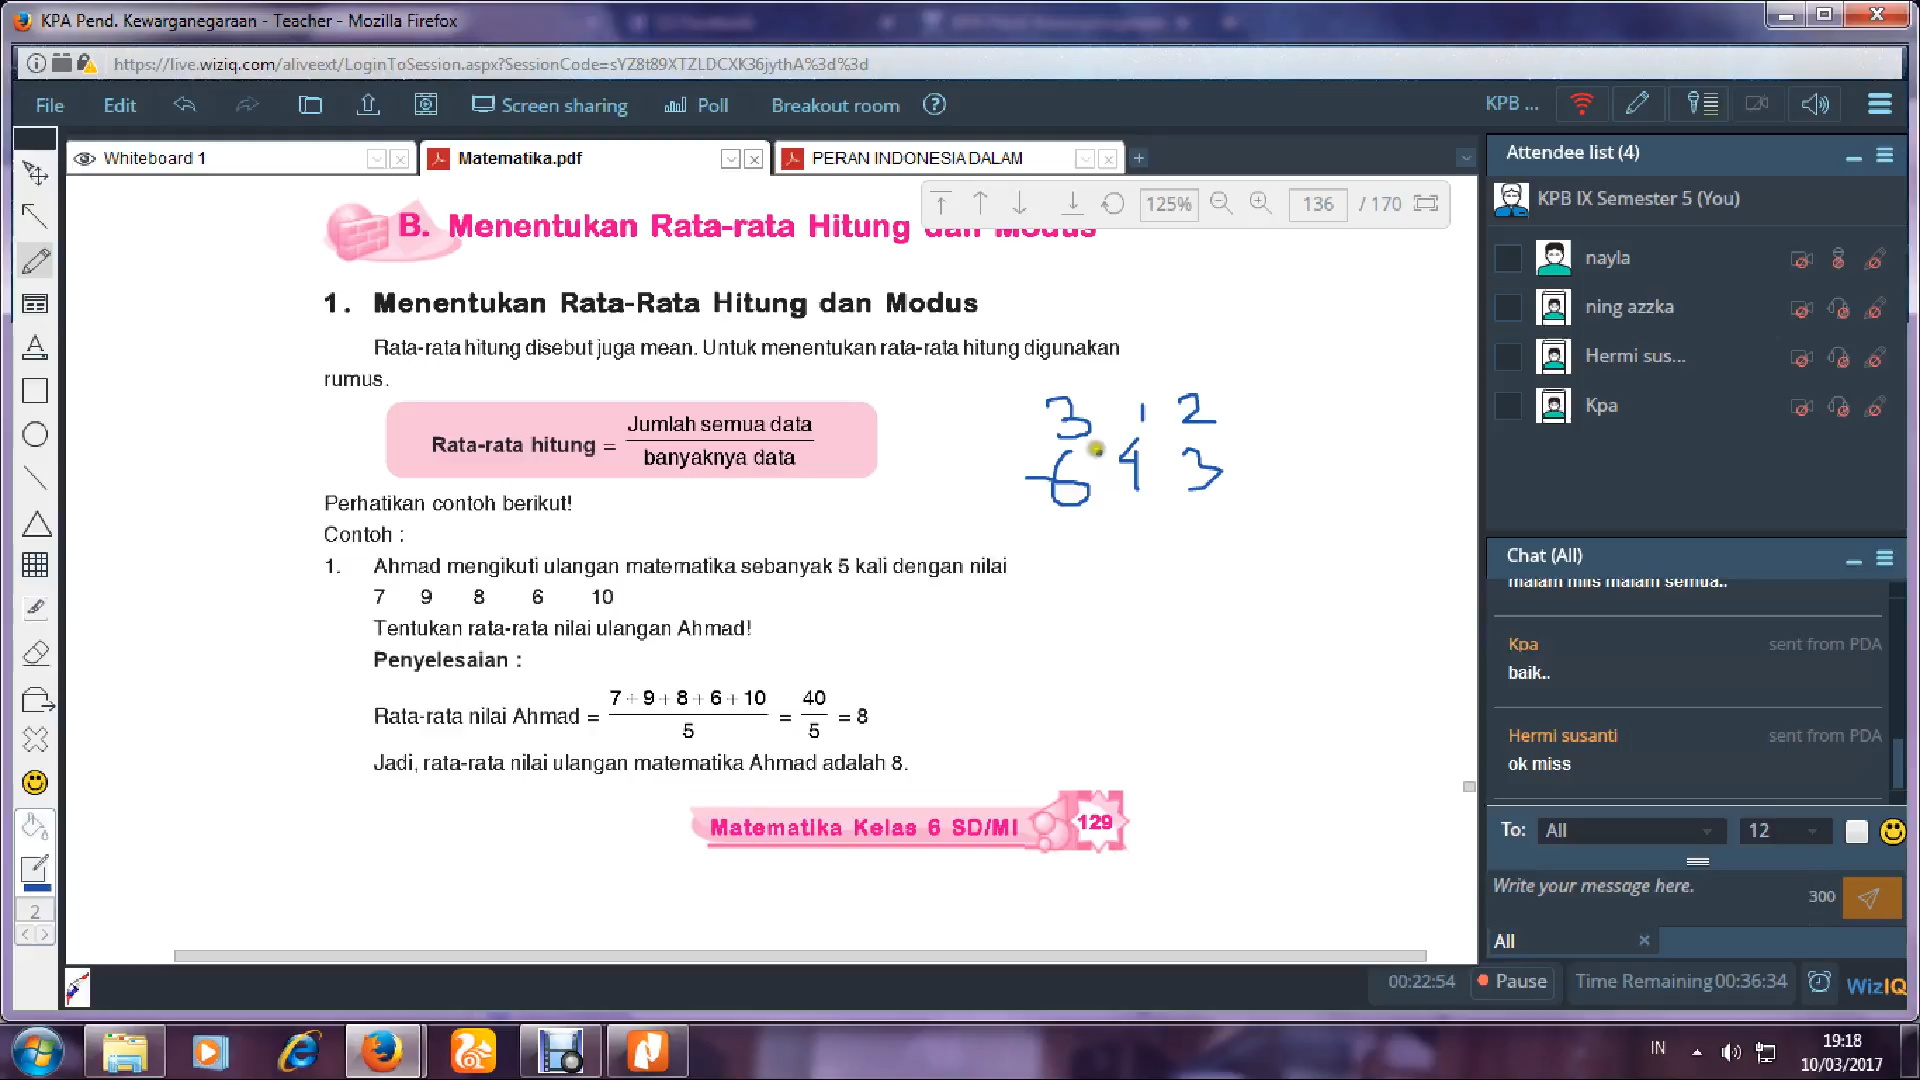 KPA Pend. Kewarganegaraan - Teacher - Mozilla Firefox
https://live.wiziq.com/aliveext/LoginToSession.aspx?SessionCode=sYZ8t89XTZLDCXK36jythA%3d%3d
File Edit Screen sharing Poll Breakout room KPB ...
Whiteboard 1 Matematika.pdf PERAN INDONESIA DALAM
Attendee list (4)
125% 136 / 170
KPB IX Semester 5 (You)
nayla
ning azzka
Hermi sus...
Kpa
B. Menentukan Rata-rata Hitung dan Modus
1. Menentukan Rata-Rata Hitung dan Modus
Rata-rata hitung disebut juga mean. Untuk menentukan rata-rata hitung digunakan
rumus.
Rata-rata hitung = Jumlah semua data
banyaknya data
3 1 2
6 4 3
Perhatikan contoh berikut!
Contoh :
1. Ahmad mengikuti ulangan matematika sebanyak 5 kali dengan nilai
7 9 8 6 10
Tentukan rata-rata nilai ulangan Ahmad!
Penyelesaian :
7 + 9 + 8 + 6 + 10 40
Rata-rata nilai Ahmad = = = 8
5 5
Jadi, rata-rata nilai ulangan matematika Ahmad adalah 8.
Matematika Kelas 6 SD/MI 129
2
Chat (All)
malam miis malam semua..
Kpa sent from PDA
baik..
Hermi susanti sent from PDA
ok miss
To: All 12
Write your message here. 300
All
00:22:54 Pause Time Remaining 00:36:34 WizIQ
IN 19:18
10/03/2017